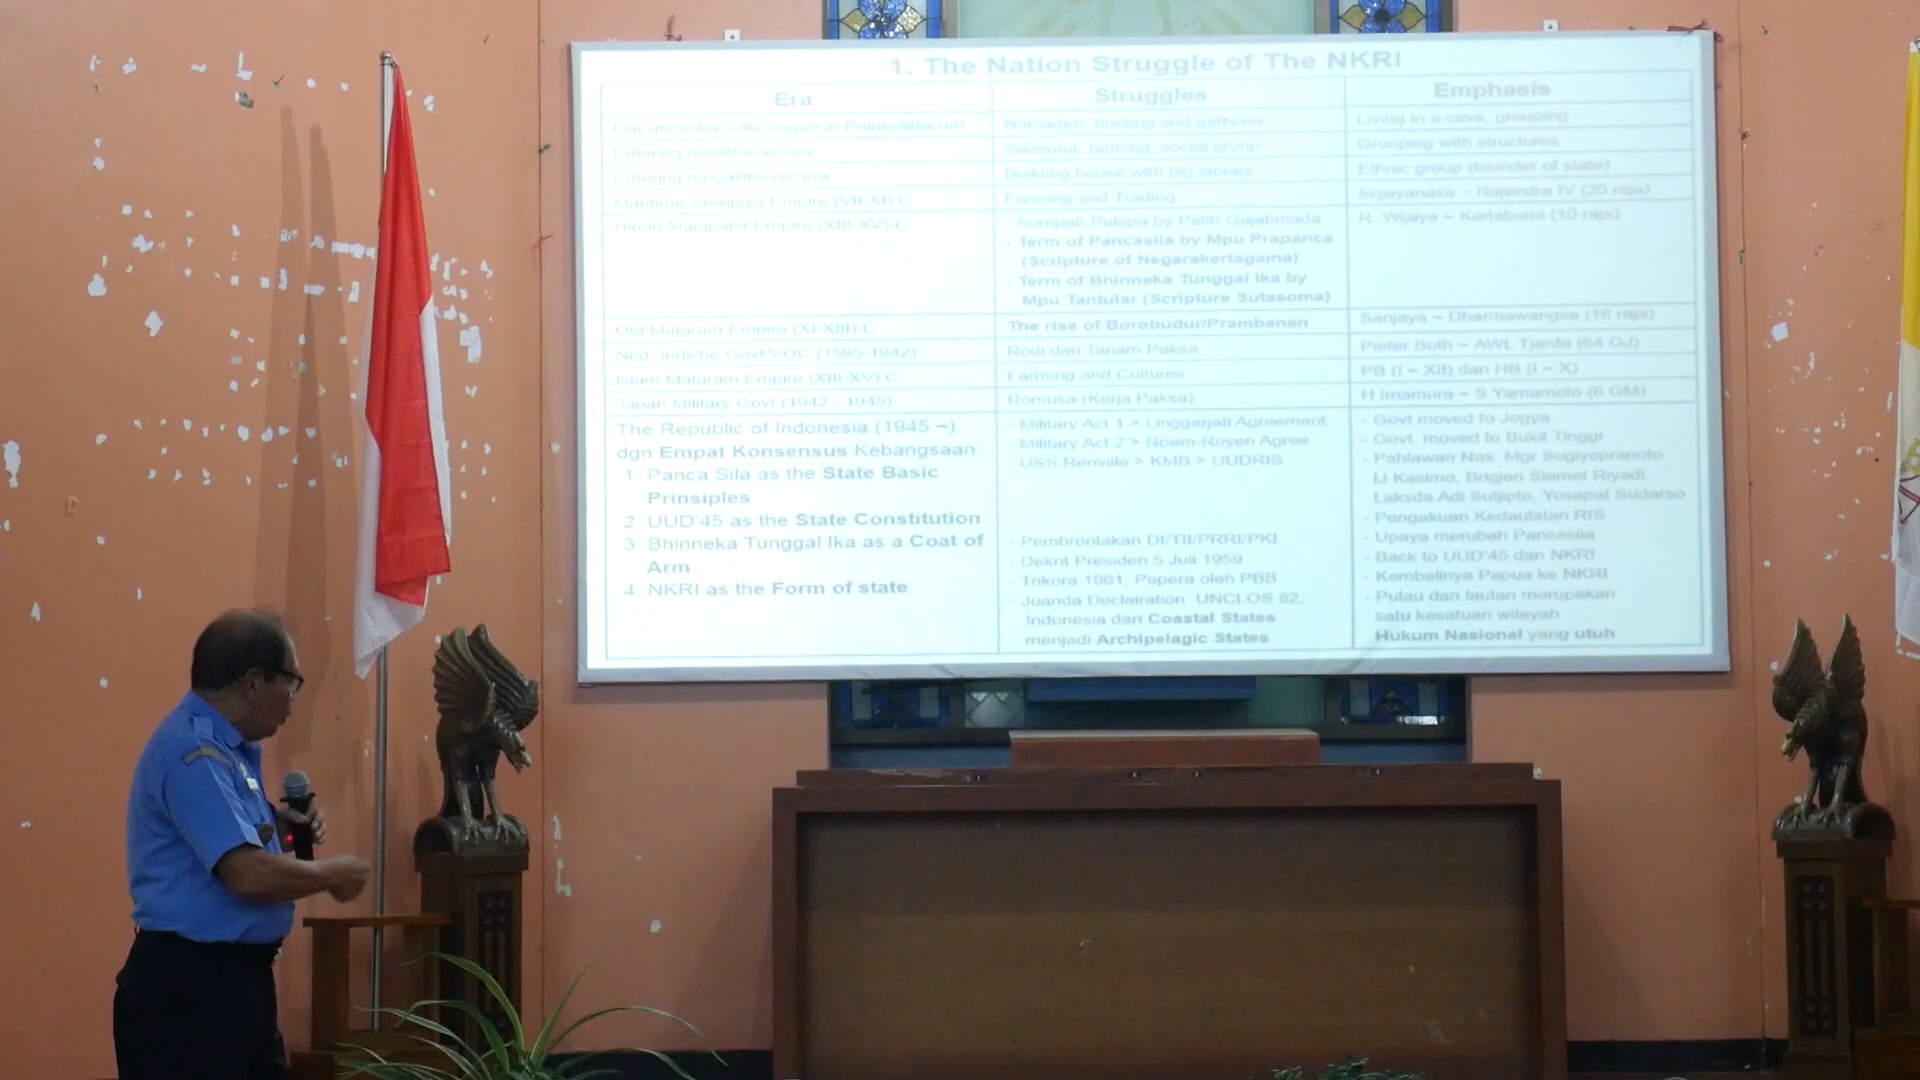 1. The Nation Struggle of The NKRI
Era
Struggles
Emphasis
Our ancestor's life began in Palaeolithicum
Nomaden, hunting and gatherer
Living in a cave, grouping
Entering neolithicum era
Sedenter, farming, social group
Grouping with structures
Entering megalithicum era
Building house with big stones
Ethnic group (founder of state)
Maritime Sriwijaya Empire (VII-XI) C
Farming and Trading
Srijayanasa ~ Rajendra IV (20 raja)
Hindu Majapahit Empire (XIII-XV) C
- Sumpah Palapa by Patih Gajahmada
- Term of Pancasila by Mpu Prapanca
(Scripture of Negarakertagama)
- Term of Bhinneka Tunggal Ika by
Mpu Tantular (Scripture Sutasoma)
R. Wijaya ~ Kartabumi (10 raja)
Old Mataram Empire (XI-XIII) C
The rise of Borobudur/Prambanan
Sanjaya ~ Dharmawangsa (16 raja)
Ned. Indiche Govt/VOC (1595-1942)
Rodi dan Tanam Paksa
Pieter Both ~ AWL Tjarda (64 GJ)
Islam Mataram Empire (XIII-XV) C
Farming and Cultures
PB (I ~ XII) dan HB (I ~ X)
Japan Military Govt (1942 - 1945)
Romusa (Kerja Paksa)
H Imamura ~ S Yamamoto (6 GM)
The Republic of Indonesia (1945 ~)
dgn Empat Konsensus Kebangsaan:
1. Panca Sila as the State Basic
Prinsiples
2. UUD'45 as the State Constitution
3. Bhinneka Tunggal Ika as a Coat of
Arm
4. NKRI as the Form of state
- Military Act 1 > Linggarjati Agreement.
- Military Act 2 > Roem-Royen Agree.
- USS Renville > KMB > UUDRIS
- Pembrontakan DI/TII/PRRI/PKI
- Dekrit Presiden 5 Juli 1959
- Trikora 1961, Pepera oleh PBB
- Juanda Declairation: UNCLOS 82,
Indonesia dari Coastal States
menjadi Archipelagic States
- Govt moved to Jogya
- Govt. moved to Bukit Tinggi
- Pahlawan Nas: Mgr Sugiyopranoto
IJ Kasimo, Brigjen Slamet Riyadi,
Laksda Adi Sutjipto, Yosapat Sudarso
- Pengakuan Kedaulatan RIS
- Upaya merubah Pancasila
- Back to UUD'45 dan NKRI
- Kembalinya Papua ke NKRI
- Pulau dan lautan merupakan
satu kesatuan wilayah
Hukum Nasional yang utuh